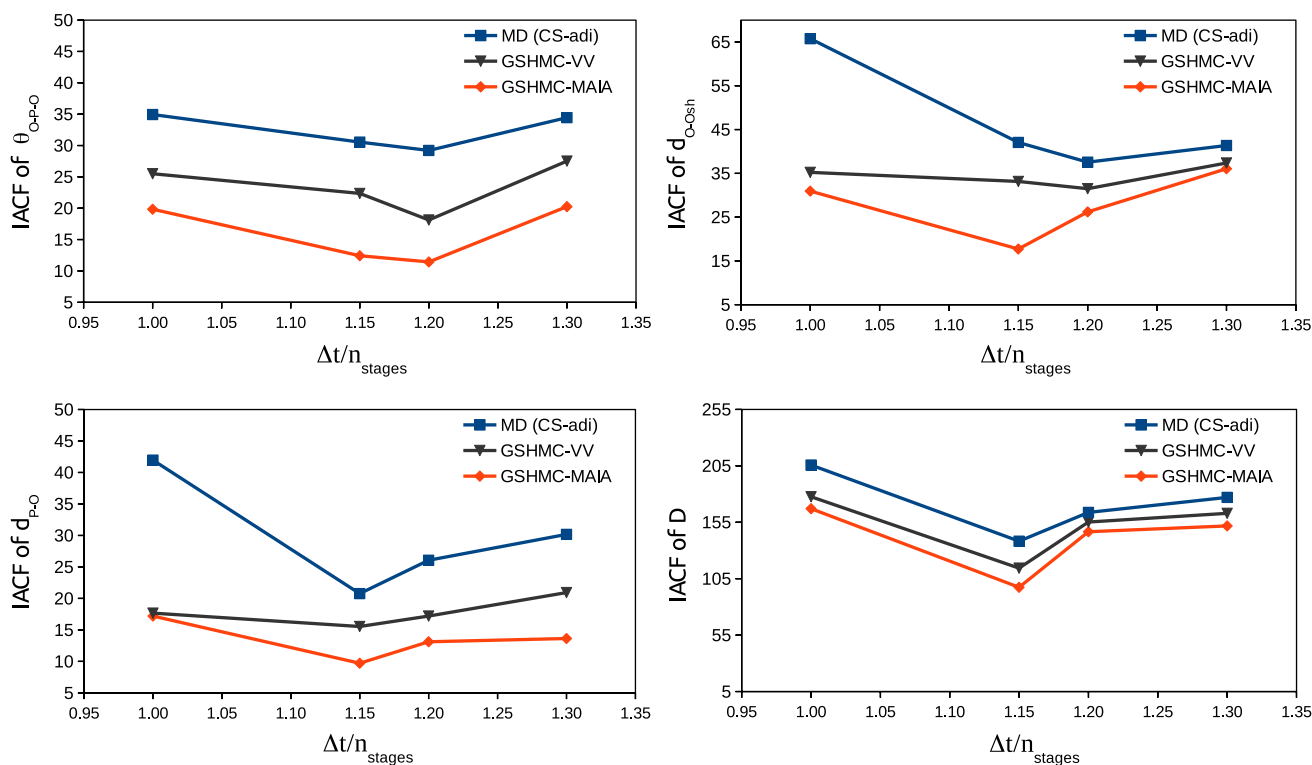 50
45
40
35
30
25
20
15
10
5
0.95 1.00 1.05 1.10 1.15 1.20 1.25 1.30 1.35
IACF of θO-P-O
Δt/nstages
MD (CS-adi)
GSHMC-VV
GSHMC-MAIA
65
55
45
35
25
15
5
0.95 1.00 1.05 1.10 1.15 1.20 1.25 1.30 1.35
IACF of dO-Osh
Δt/nstages
MD (CS-adi)
GSHMC-VV
GSHMC-MAIA
50
45
40
35
30
25
20
15
10
5
0.95 1.00 1.05 1.10 1.15 1.20 1.25 1.30 1.35
IACF of dP-O
Δt/nstages
MD (CS-adi)
GSHMC-VV
GSHMC-MAIA
255
205
155
105
55
5
0.95 1.00 1.05 1.10 1.15 1.20 1.25 1.30 1.35
IACF of D
Δt/nstages
MD (CS-adi)
GSHMC-VV
GSHMC-MAIA